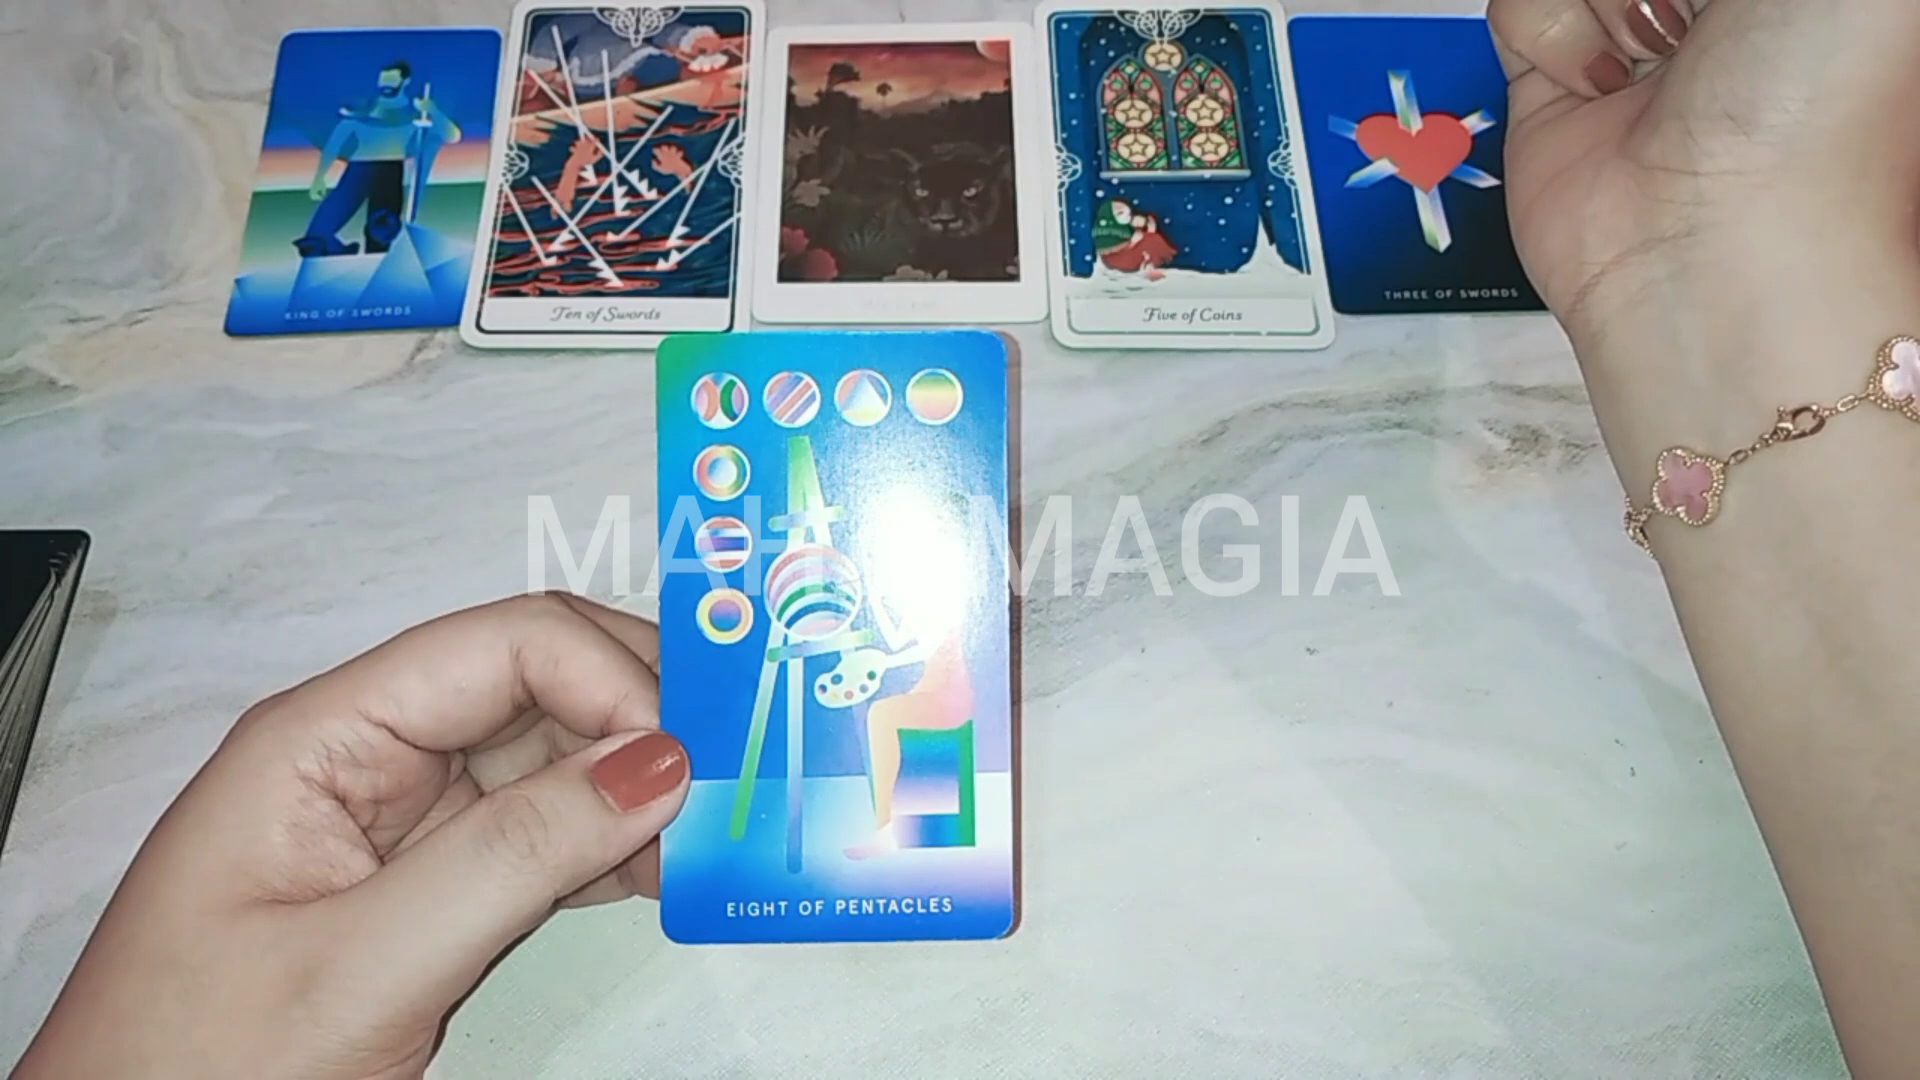 KING OF SWORDS
Ten of Swords
Five of Coins
THREE OF SWORDS
MAGIA
EIGHT OF PENTACLES